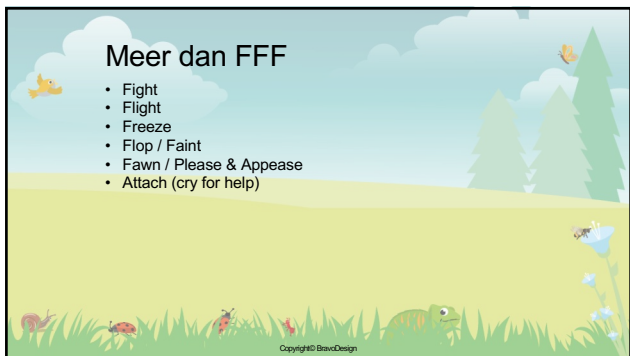 Meer dan FFF
• Fight
• Flight
• Freeze
• Flop / Faint
• Fawn / Please & Appease
• Attach (cry for help)
Copyright© BravoDesign